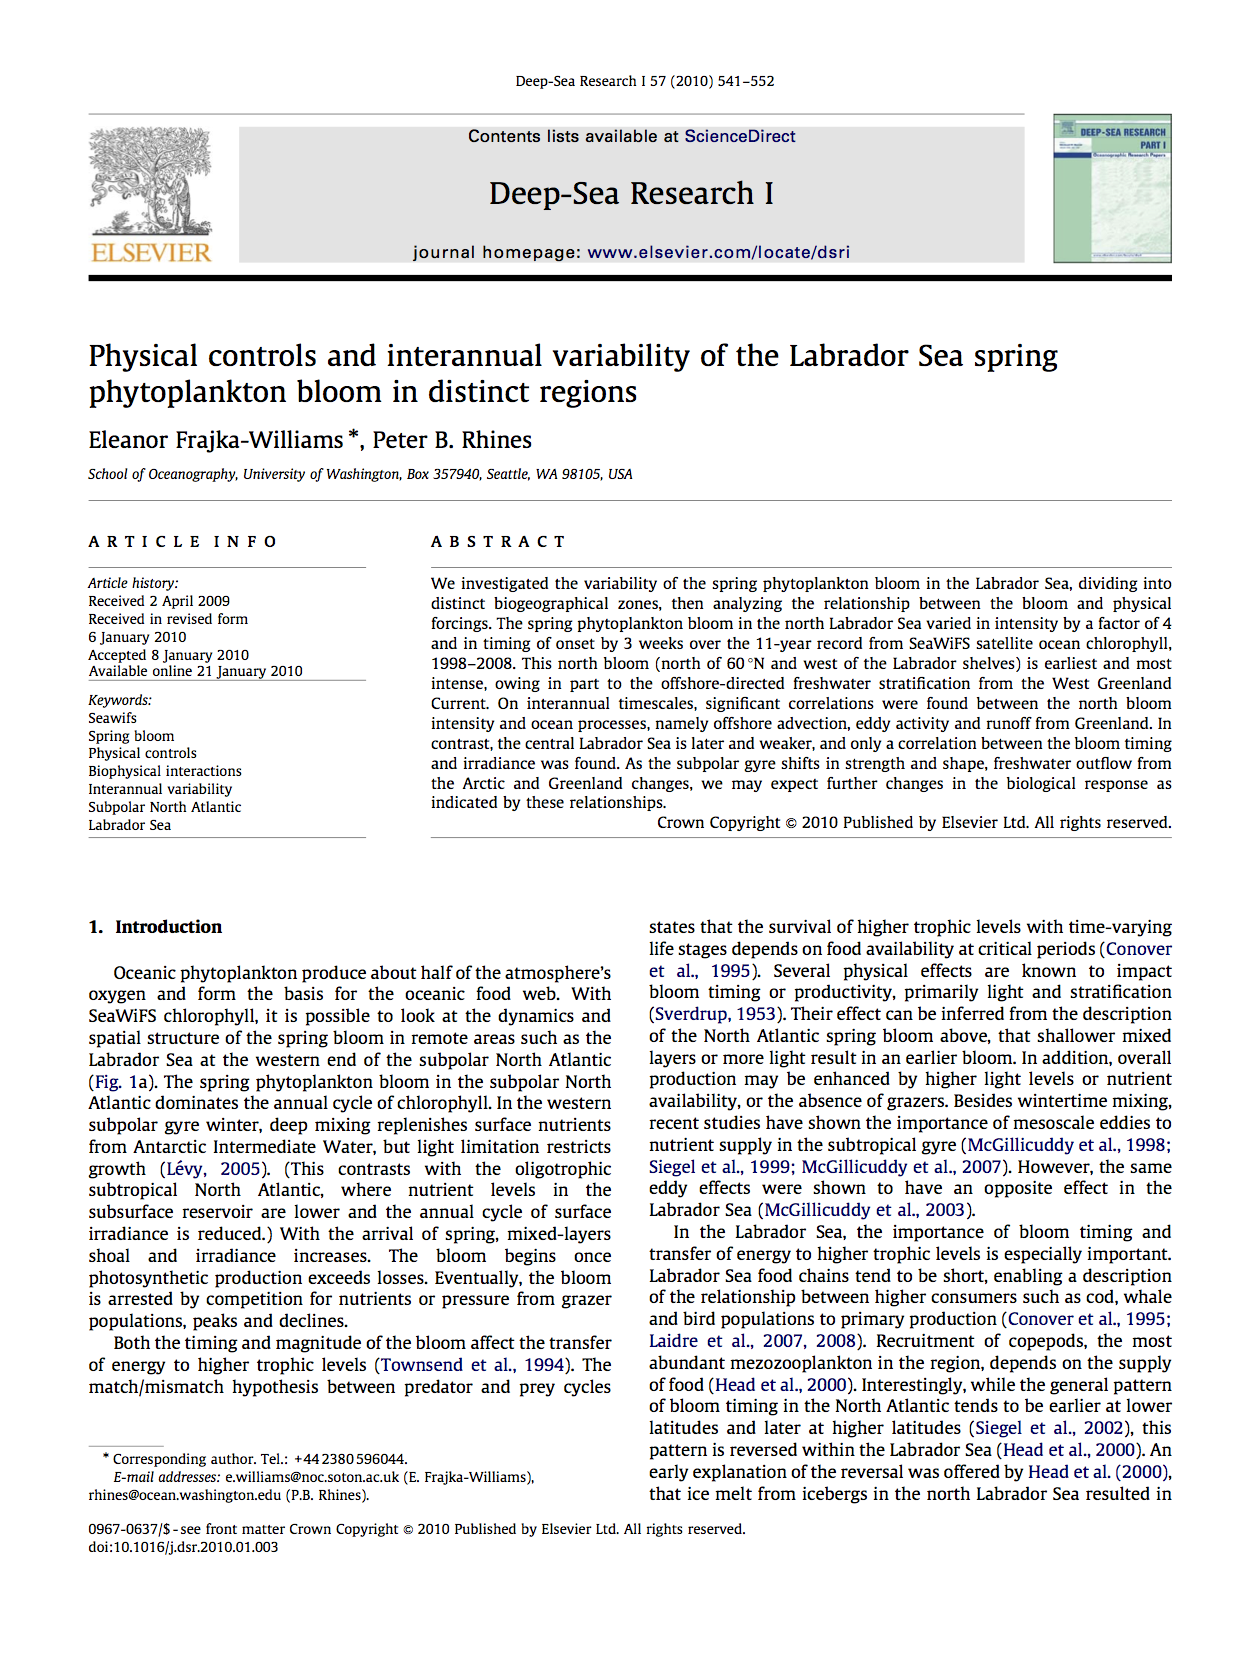 Deep-Sea Research I 57 (2010) 541–552
ELSEVIER
Contents lists available at ScienceDirect
Deep-Sea Research I
journal homepage: www.elsevier.com/locate/dsri
DEEP-SEA RESEARCH
PART I
Oceanographic Research Papers
Physical controls and interannual variability of the Labrador Sea spring
phytoplankton bloom in distinct regions
Eleanor Frajka-Williams *, Peter B. Rhines
School of Oceanography, University of Washington, Box 357940, Seattle, WA 98105, USA
ARTICLE INFO
Article history:
Received 2 April 2009
Received in revised form
6 January 2010
Accepted 8 January 2010
Available online 21 January 2010
Keywords:
Seawifs
Spring bloom
Physical controls
Biophysical interactions
Interannual variability
Subpolar North Atlantic
Labrador Sea
ABSTRACT
We investigated the variability of the spring phytoplankton bloom in the Labrador Sea, dividing into
distinct biogeographical zones, then analyzing the relationship between the bloom and physical
forcings. The spring phytoplankton bloom in the north Labrador Sea varied in intensity by a factor of 4
and in timing of onset by 3 weeks over the 11-year record from SeaWiFS satellite ocean chlorophyll,
1998–2008. This north bloom (north of 60 °N and west of the Labrador shelves) is earliest and most
intense, owing in part to the offshore-directed freshwater stratification from the West Greenland
Current. On interannual timescales, significant correlations were found between the north bloom
intensity and ocean processes, namely offshore advection, eddy activity and runoff from Greenland. In
contrast, the central Labrador Sea is later and weaker, and only a correlation between the bloom timing
and irradiance was found. As the subpolar gyre shifts in strength and shape, freshwater outflow from
the Arctic and Greenland changes, we may expect further changes in the biological response as
indicated by these relationships.
Crown Copyright © 2010 Published by Elsevier Ltd. All rights reserved.
1. Introduction
Oceanic phytoplankton produce about half of the atmosphere's
oxygen and form the basis for the oceanic food web. With
SeaWiFS chlorophyll, it is possible to look at the dynamics and
spatial structure of the spring bloom in remote areas such as the
Labrador Sea at the western end of the subpolar North Atlantic
(Fig. 1a). The spring phytoplankton bloom in the subpolar North
Atlantic dominates the annual cycle of chlorophyll. In the western
subpolar gyre winter, deep mixing replenishes surface nutrients
from Antarctic Intermediate Water, but light limitation restricts
growth (Lévy, 2005). (This contrasts with the oligotrophic
subtropical North Atlantic, where nutrient levels in the
subsurface reservoir are lower and the annual cycle of surface
irradiance is reduced.) With the arrival of spring, mixed-layers
shoal and irradiance increases. The bloom begins once
photosynthetic production exceeds losses. Eventually, the bloom
is arrested by competition for nutrients or pressure from grazer
populations, peaks and declines.
Both the timing and magnitude of the bloom affect the transfer
of energy to higher trophic levels (Townsend et al., 1994). The
match/mismatch hypothesis between predator and prey cycles
* Corresponding author. Tel.: +44 2380 596044.
E-mail addresses: e.williams@noc.soton.ac.uk (E. Frajka-Williams),
rhines@ocean.washington.edu (P.B. Rhines).
states that the survival of higher trophic levels with time-varying
life stages depends on food availability at critical periods (Conover
et al., 1995). Several physical effects are known to impact
bloom timing or productivity, primarily light and stratification
(Sverdrup, 1953). Their effect can be inferred from the description
of the North Atlantic spring bloom above, that shallower mixed
layers or more light result in an earlier bloom. In addition, overall
production may be enhanced by higher light levels or nutrient
availability, or the absence of grazers. Besides wintertime mixing,
recent studies have shown the importance of mesoscale eddies to
nutrient supply in the subtropical gyre (McGillicuddy et al., 1998;
Siegel et al., 1999; McGillicuddy et al., 2007). However, the same
eddy effects were shown to have an opposite effect in the
Labrador Sea (McGillicuddy et al., 2003).
In the Labrador Sea, the importance of bloom timing and
transfer of energy to higher trophic levels is especially important.
Labrador Sea food chains tend to be short, enabling a description
of the relationship between higher consumers such as cod, whale
and bird populations to primary production (Conover et al., 1995;
Laidre et al., 2007, 2008). Recruitment of copepods, the most
abundant mezozooplankton in the region, depends on the supply
of food (Head et al., 2000). Interestingly, while the general pattern
of bloom timing in the North Atlantic tends to be earlier at lower
latitudes and later at higher latitudes (Siegel et al., 2002), this
pattern is reversed within the Labrador Sea (Head et al., 2000). An
early explanation of the reversal was offered by Head et al. (2000),
that ice melt from icebergs in the north Labrador Sea resulted in
0967-0637/$ - see front matter Crown Copyright © 2010 Published by Elsevier Ltd. All rights reserved.
doi:10.1016/j.dsr.2010.01.003